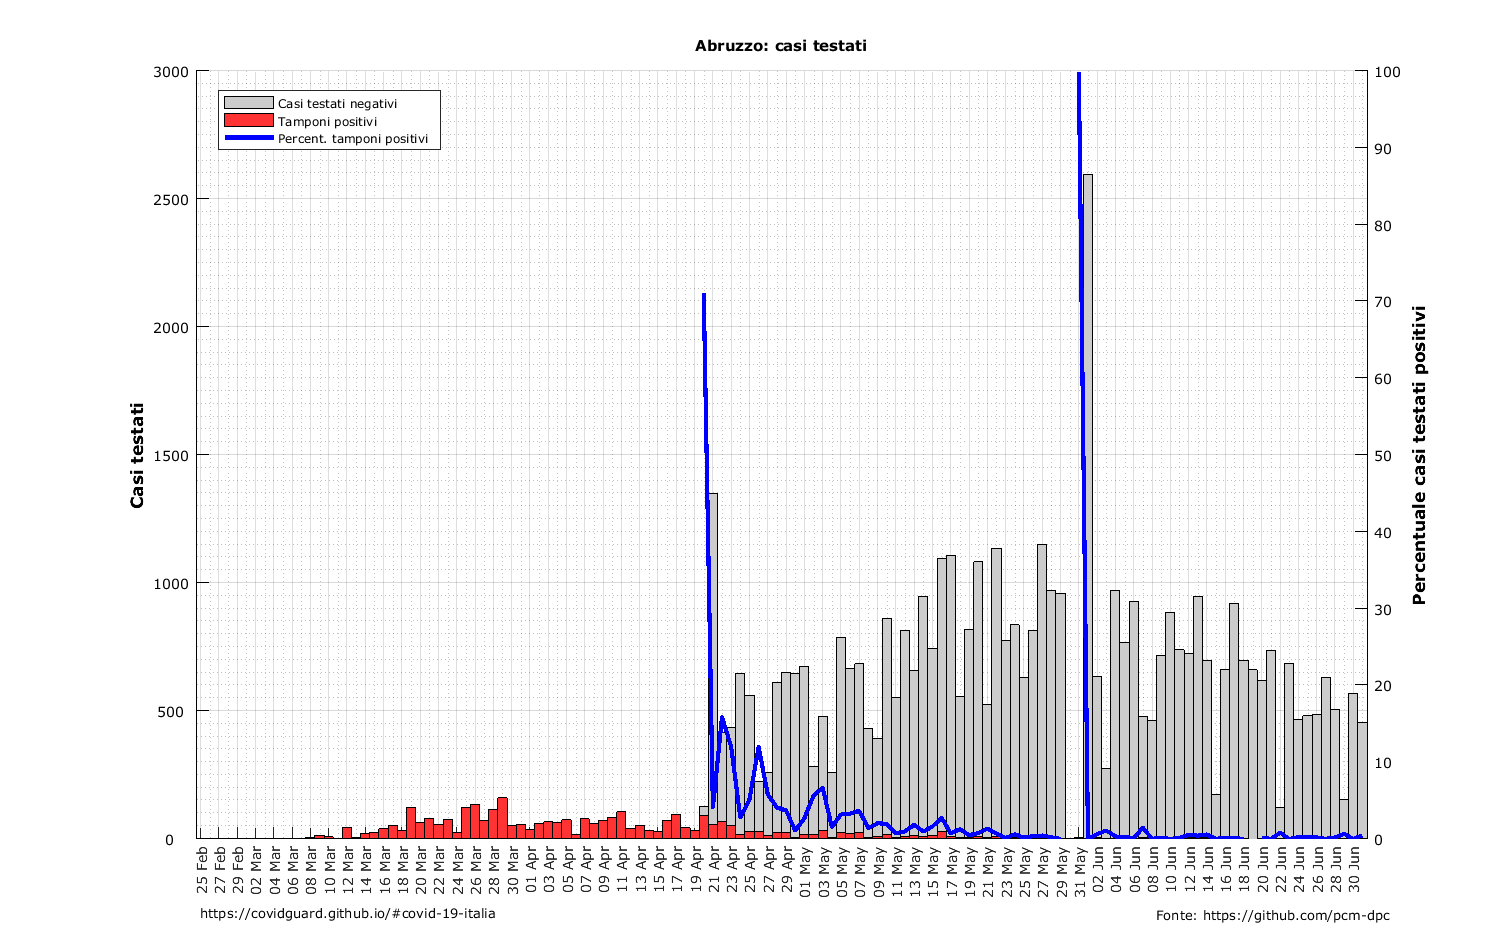 Abruzzo: casi testati
Casi testati negativi
Tamponi positivi
Percent. tamponi positivi
Casi testati
3000
2500
2000
1500
1000
500
0
Percentuale casi testati positivi
100
90
80
70
60
50
40
30
20
10
0
25 Feb
27 Feb
29 Feb
02 Mar
04 Mar
06 Mar
08 Mar
10 Mar
12 Mar
14 Mar
16 Mar
18 Mar
20 Mar
22 Mar
24 Mar
26 Mar
28 Mar
30 Mar
01 Apr
03 Apr
05 Apr
07 Apr
09 Apr
11 Apr
13 Apr
15 Apr
17 Apr
19 Apr
21 Apr
23 Apr
25 Apr
27 Apr
29 Apr
01 May
03 May
05 May
07 May
09 May
11 May
13 May
15 May
17 May
19 May
21 May
23 May
25 May
27 May
29 May
31 May
02 Jun
04 Jun
06 Jun
08 Jun
10 Jun
12 Jun
14 Jun
16 Jun
18 Jun
20 Jun
22 Jun
24 Jun
26 Jun
28 Jun
30 Jun
https://covidguard.github.io/#covid-19-italia
Fonte: https://github.com/pcm-dpc